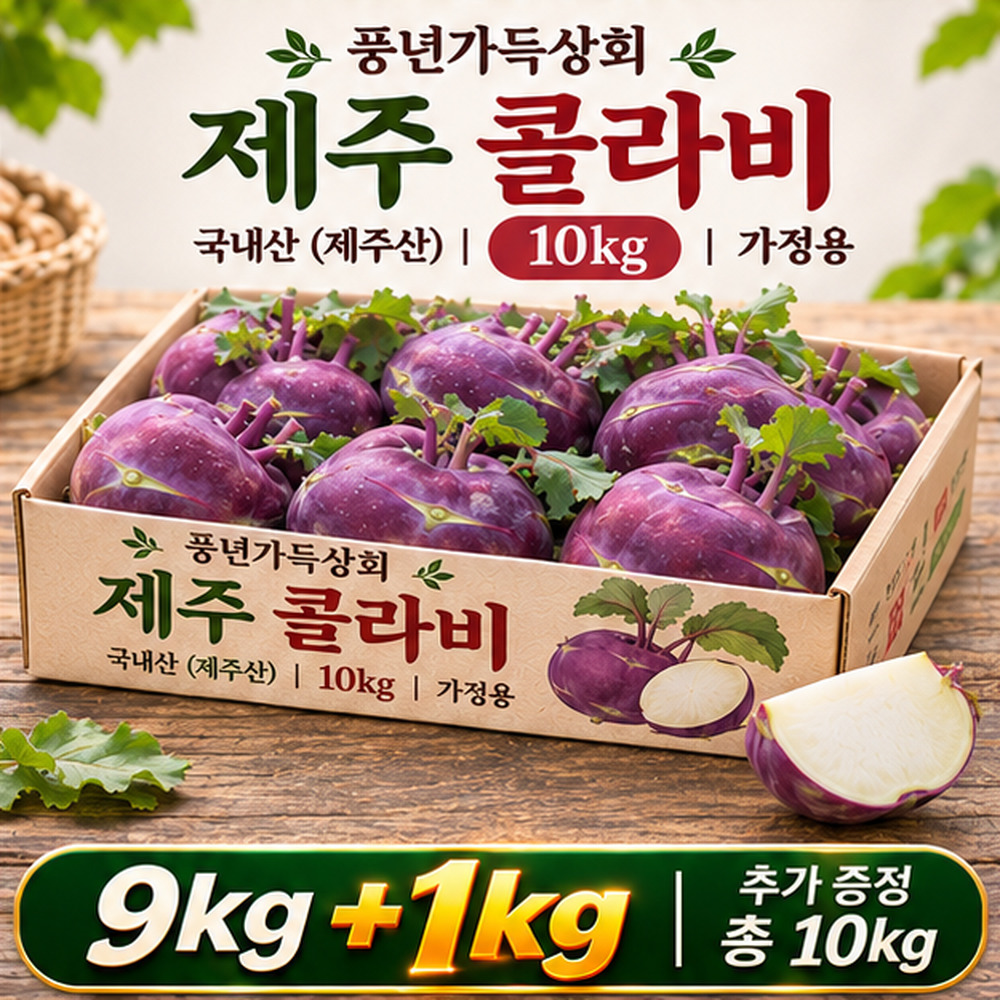 풍년가득상회
제주 콜라비
국내산 (제주산) | 10kg | 가정용
풍년가득상회
제주 콜라비
국내산 (제주산) | 10kg | 가정용
9kg +1kg | 추가 증정
총 10kg